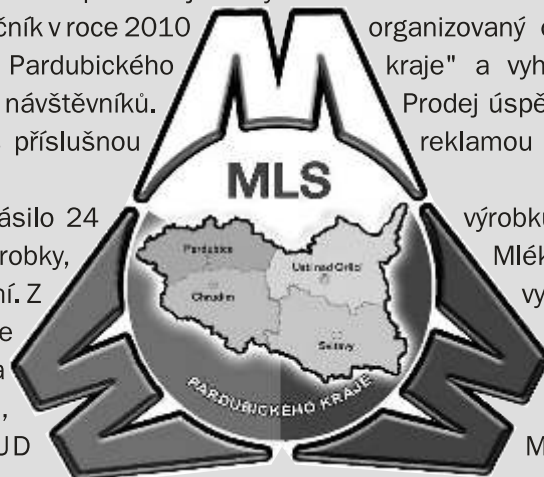 čník v roce 2010 organizovaný
Pardubického kraje" a vyh
návštěvníků. Prodej úspě
příslušnou reklamou
MLS
ásilo 24 výrobků
robky, Mlék
Pardubice
Ústí nad Orlicí
ní. Z vy
Chrudim
Svitavy
PARDUBICKÉHO KRAJE
UD M